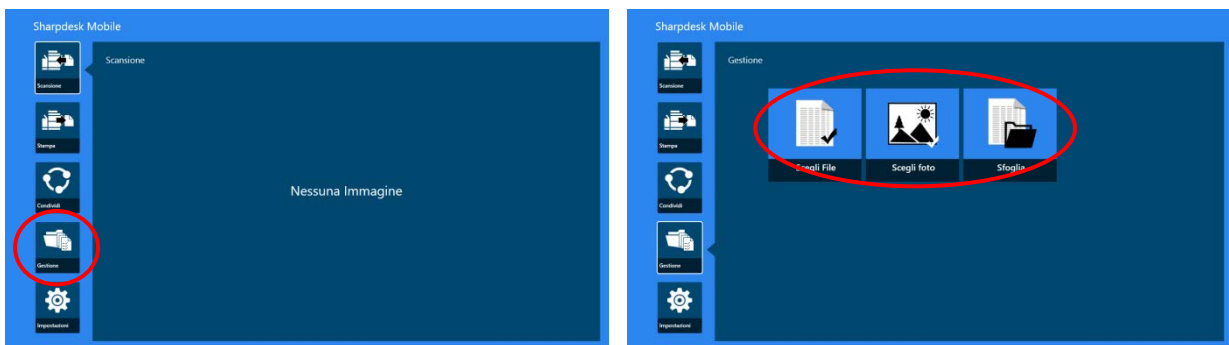 Sharpdesk Mobile
Scansione
Scansione
Stampa
Condividi
Gestione
Impostazioni
Nessuna Immagine
Sharpdesk Mobile
Scansione
Stampa
Condividi
Gestione
Impostazioni
Gestione
Scegli File
Scegli foto
Sfoglia